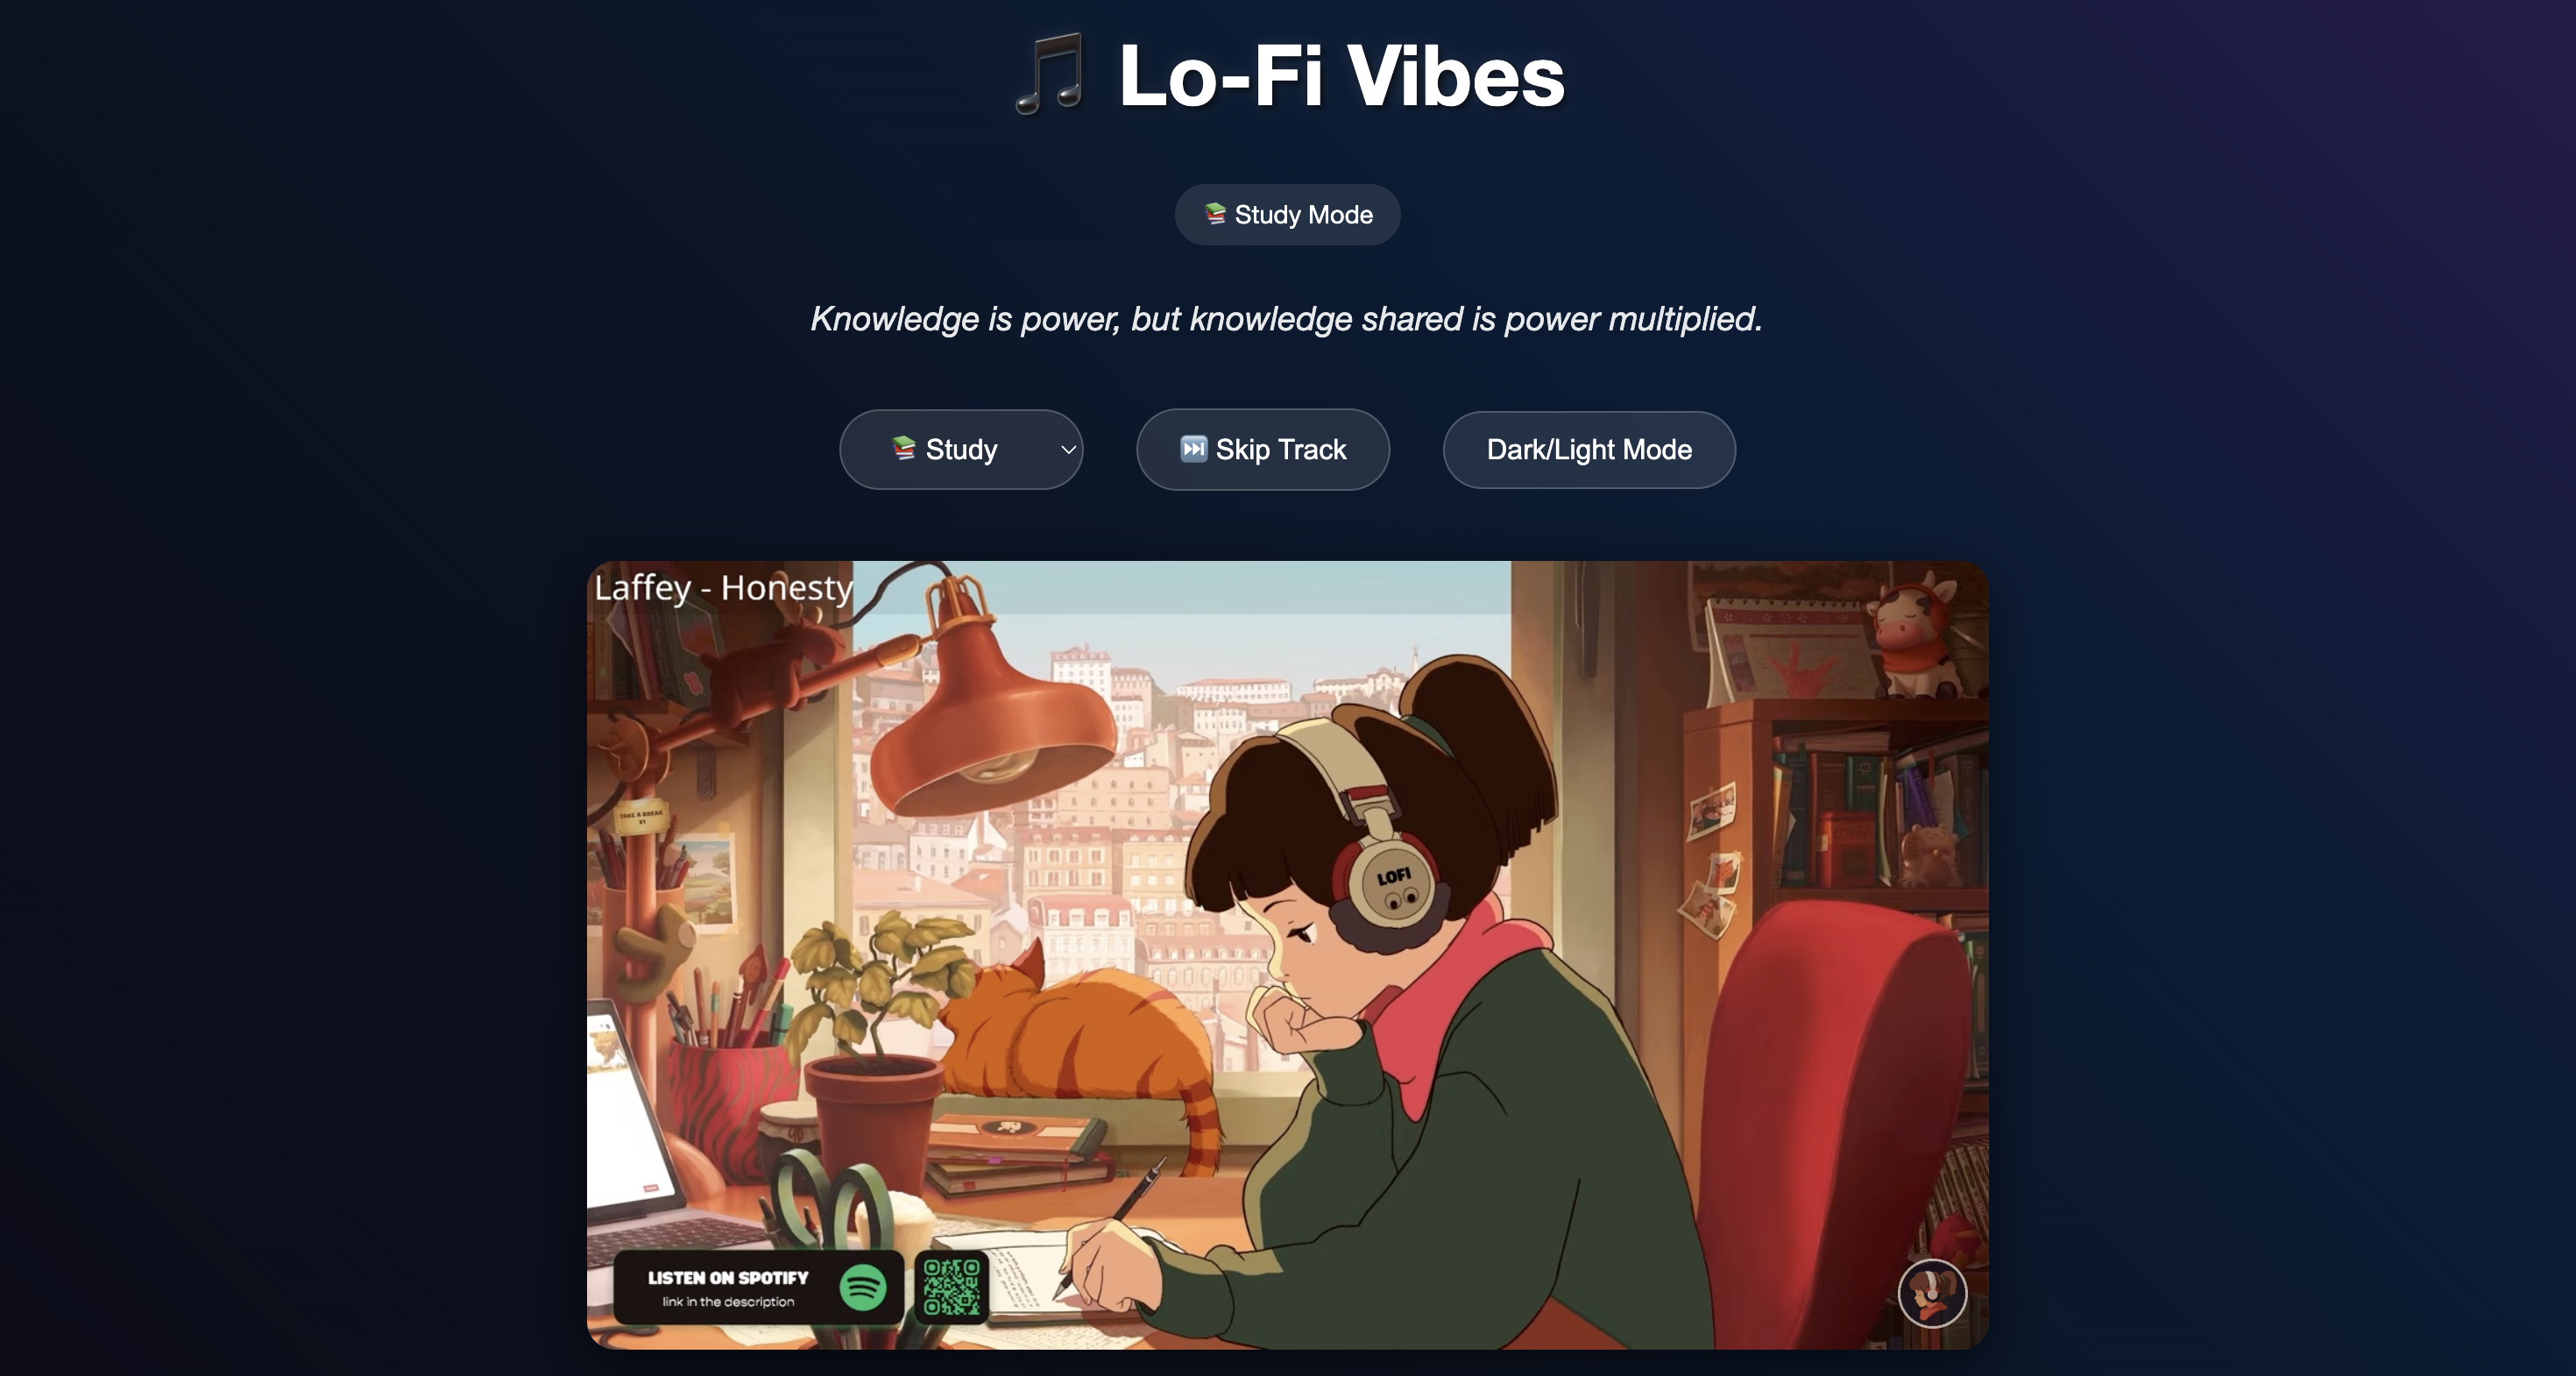 🎵 Lo-Fi Vibes
📚 Study Mode
Knowledge is power, but knowledge shared is power multiplied.
📚 Study
⏭️ Skip Track
Dark/Light Mode
Laffey - Honesty
TAKE A BREAK
X1
LOFI
LISTEN ON SPOTIFY
link in the description